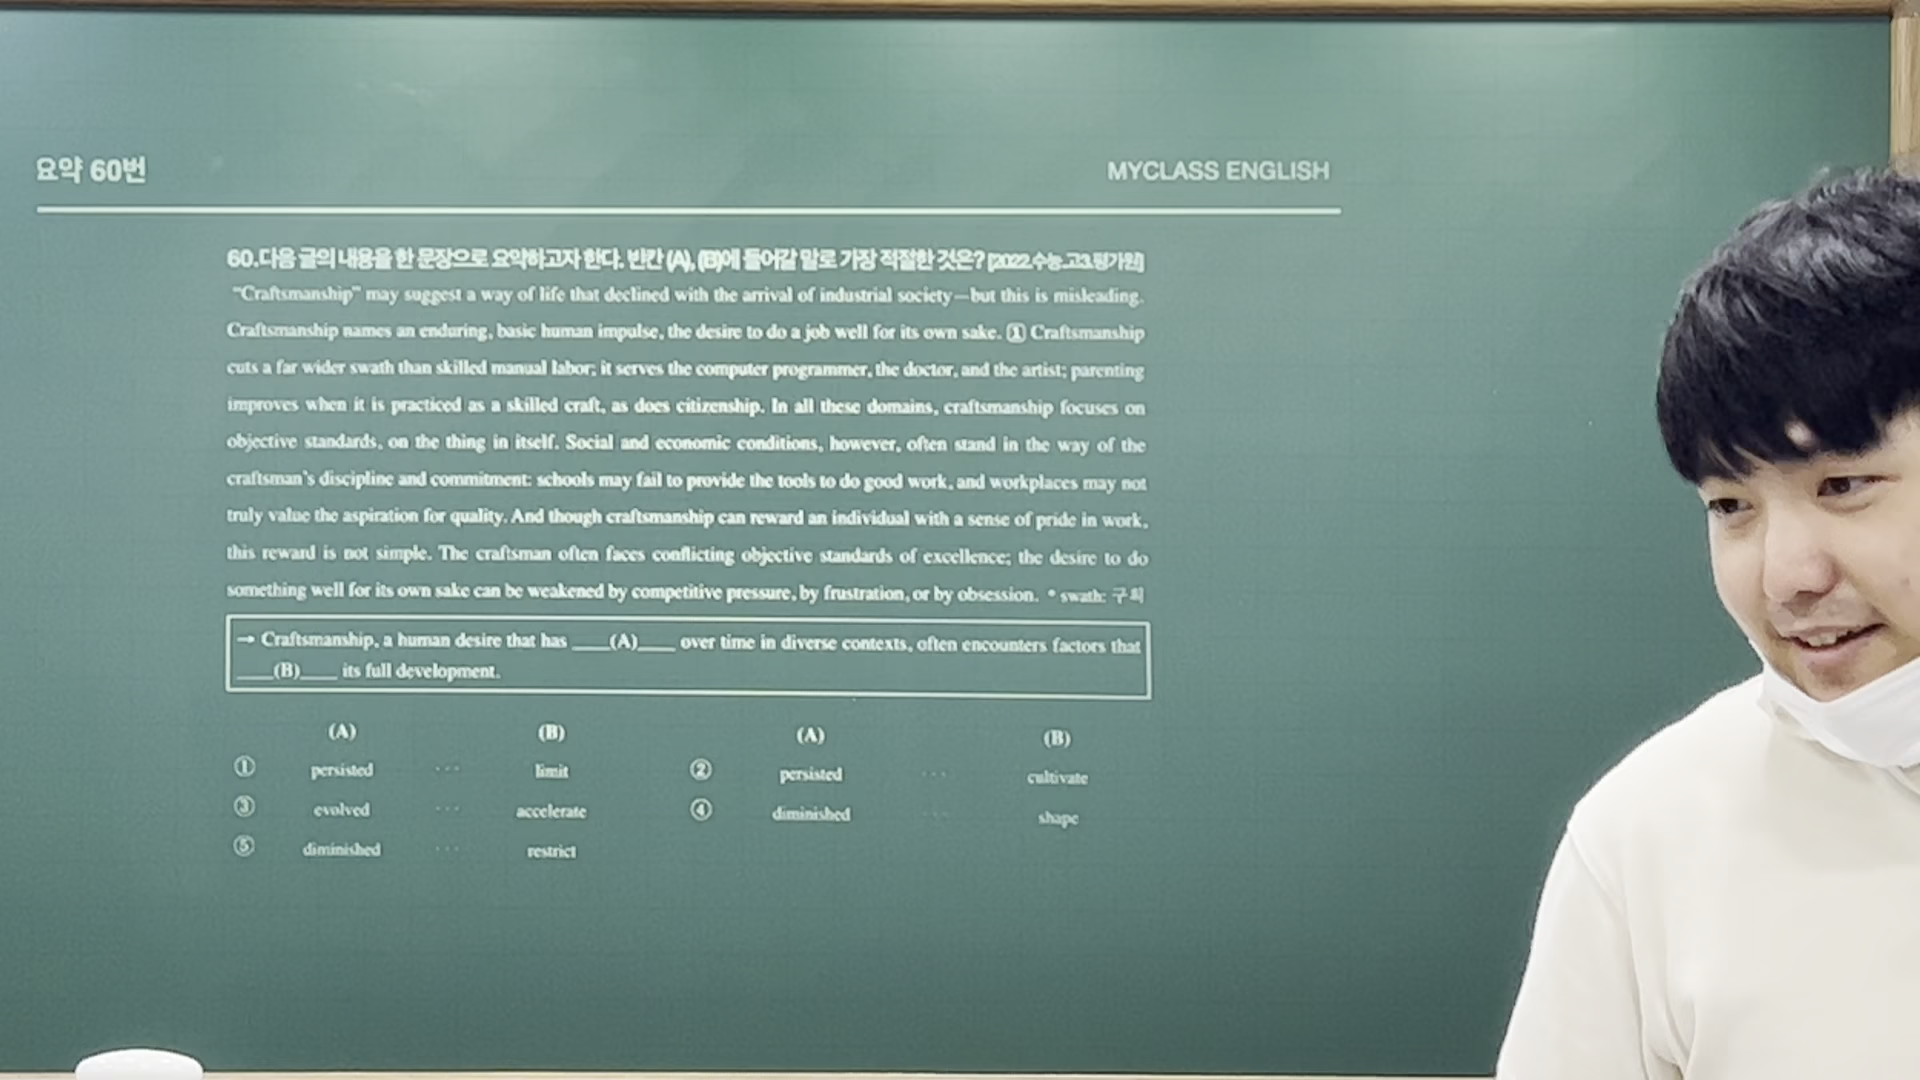 요약 60번
MYCLASS ENGLISH
60.다음 글의 내용을 한 문장으로 요약하고자 한다. 빈칸 (A), (B)에 들어갈 말로 가장 적절한 것은? [2022.수능.고3.평가원]
“Craftsmanship” may suggest a way of life that declined with the arrival of industrial society—but this is misleading.
Craftsmanship names an enduring, basic human impulse, the desire to do a job well for its own sake. ① Craftsmanship
cuts a far wider swath than skilled manual labor; it serves the computer programmer, the doctor, and the artist; parenting
improves when it is practiced as a skilled craft, as does citizenship. In all these domains, craftsmanship focuses on
objective standards, on the thing in itself. Social and economic conditions, however, often stand in the way of the
craftsman’s discipline and commitment: schools may fail to provide the tools to do good work, and workplaces may not
truly value the aspiration for quality. And though craftsmanship can reward an individual with a sense of pride in work,
this reward is not simple. The craftsman often faces conflicting objective standards of excellence; the desire to do
something well for its own sake can be weakened by competitive pressure, by frustration, or by obsession. * swath: 구획
→ Craftsmanship, a human desire that has ____(A)____ over time in diverse contexts, often encounters factors that
____(B)____ its full development.
(A) (B) (A) (B)
① persisted ··· limit ② persisted ··· cultivate
③ evolved ··· accelerate ④ diminished ··· shape
⑤ diminished ··· restrict